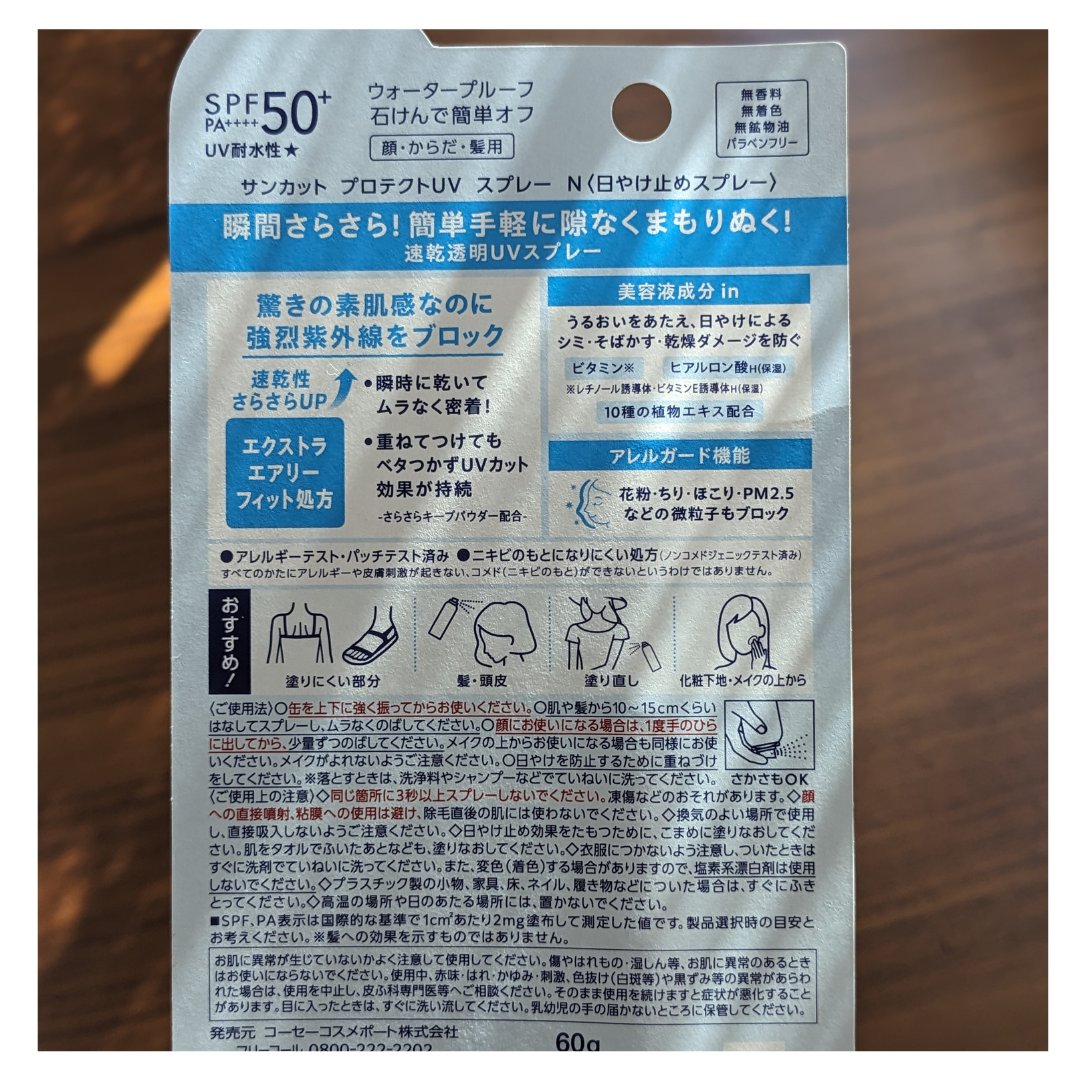 SPF50+
PA++++
UV耐水性★
ウォータープルーフ
石けんで簡単オフ
顔・からだ・髪用
無香料
無着色
無鉱物油
パラベンフリー
サンカット プロテクトUV スプレー N〈日やけ止めスプレー〉
瞬間さらさら!簡単手軽に隙なくまもりぬく!
速乾透明UVスプレー
驚きの素肌感なのに
強烈紫外線をブロック
速乾性
さらさらUP
エクストラ
エアリー
フィット処方
•瞬時に乾いて
ムラなく密着!
•重ねてつけても
ベタつかずUVカット
効果が持続
-さらさらキープパウダー配合-
美容液成分 in
うるおいをあたえ、日やけによる
シミ・そばかす・乾燥ダメージを防ぐ
ビタミン※ ヒアルロン酸H(保湿)
※レチノール誘導体・ビタミンE誘導体H(保湿)
10種の植物エキス配合
アレルガード機能
花粉・ちり・ほこり・PM2.5
などの微粒子もブロック
●アレルギーテスト・パッチテスト済み ●ニキビのもとになりにくい処方(ノンコメドジェニックテスト済み)
すべてのかたにアレルギーや皮膚刺激が起きない、コメド(ニキビのもと)ができないというわけではありません。
おすすめ!
塗りにくい部分
髪・頭皮
塗り直し
化粧下地・メイクの上から
〈ご使用法〉○缶を上下に強く振ってからお使いください。○肌や髪から10～15cmくらい
はなしてスプレーし、ムラなくのばしてください。○顔にお使いになる場合は、1度手のひら
に出してから、少量ずつのばしてください。メイクの上からお使いになる場合も同様にお使
いください。メイクがよれないようご注意ください。○日やけを防止するために重ねづけ
をしてください。※落とすときは、洗浄料やシャンプーなどでていねいに洗ってください。
さかさもOK
〈ご使用上の注意〉◇同じ箇所に3秒以上スプレーしないでください。凍傷などのおそれがあります。◇顔
への直接噴射、粘膜への使用は避け、除毛直後の肌には使わないでください。◇換気のよい場所で使用
し、直接吸入しないようご注意ください。◇日やけ止め効果をたもつために、こまめに塗りなおしてくだ
さい。肌をタオルでふいたあとなども、塗りなおしてください。◇衣服につかないよう注意し、ついたときは
すぐに洗剤でていねいに洗ってください。また、変色(着色)する場合がありますので、塩素系漂白剤は使用
しないでください。◇プラスチック製の小物、家具、床、ネイル、履き物などについた場合は、すぐにふき
とってください。◇高温の場所や日のあたる場所には、置かないでください。
■SPF、PA表示は国際的な基準で1cm²あたり2mg塗布して測定した値です。製品選択時の目安と
お考えください。※髪への効果を示すものではありません。
お肌に異常が生じていないかよく注意して使用してください。傷やはれもの・湿しん等、お肌に異常のあるとき
はお使いにならないでください。使用中、赤味・はれ・かゆみ・刺激、色抜け(白斑等)や黒ずみ等の異常があらわ
れた場合は、使用を中止し、皮ふ科専門医等へご相談ください。そのまま使用を続けますと症状が悪化すること
があります。目に入ったときは、すぐに洗い流してください。乳幼児の手の届かないところに保管してください。
発売元 コーセーコスメポート株式会社
フリーコール 0800-222-2202
60g